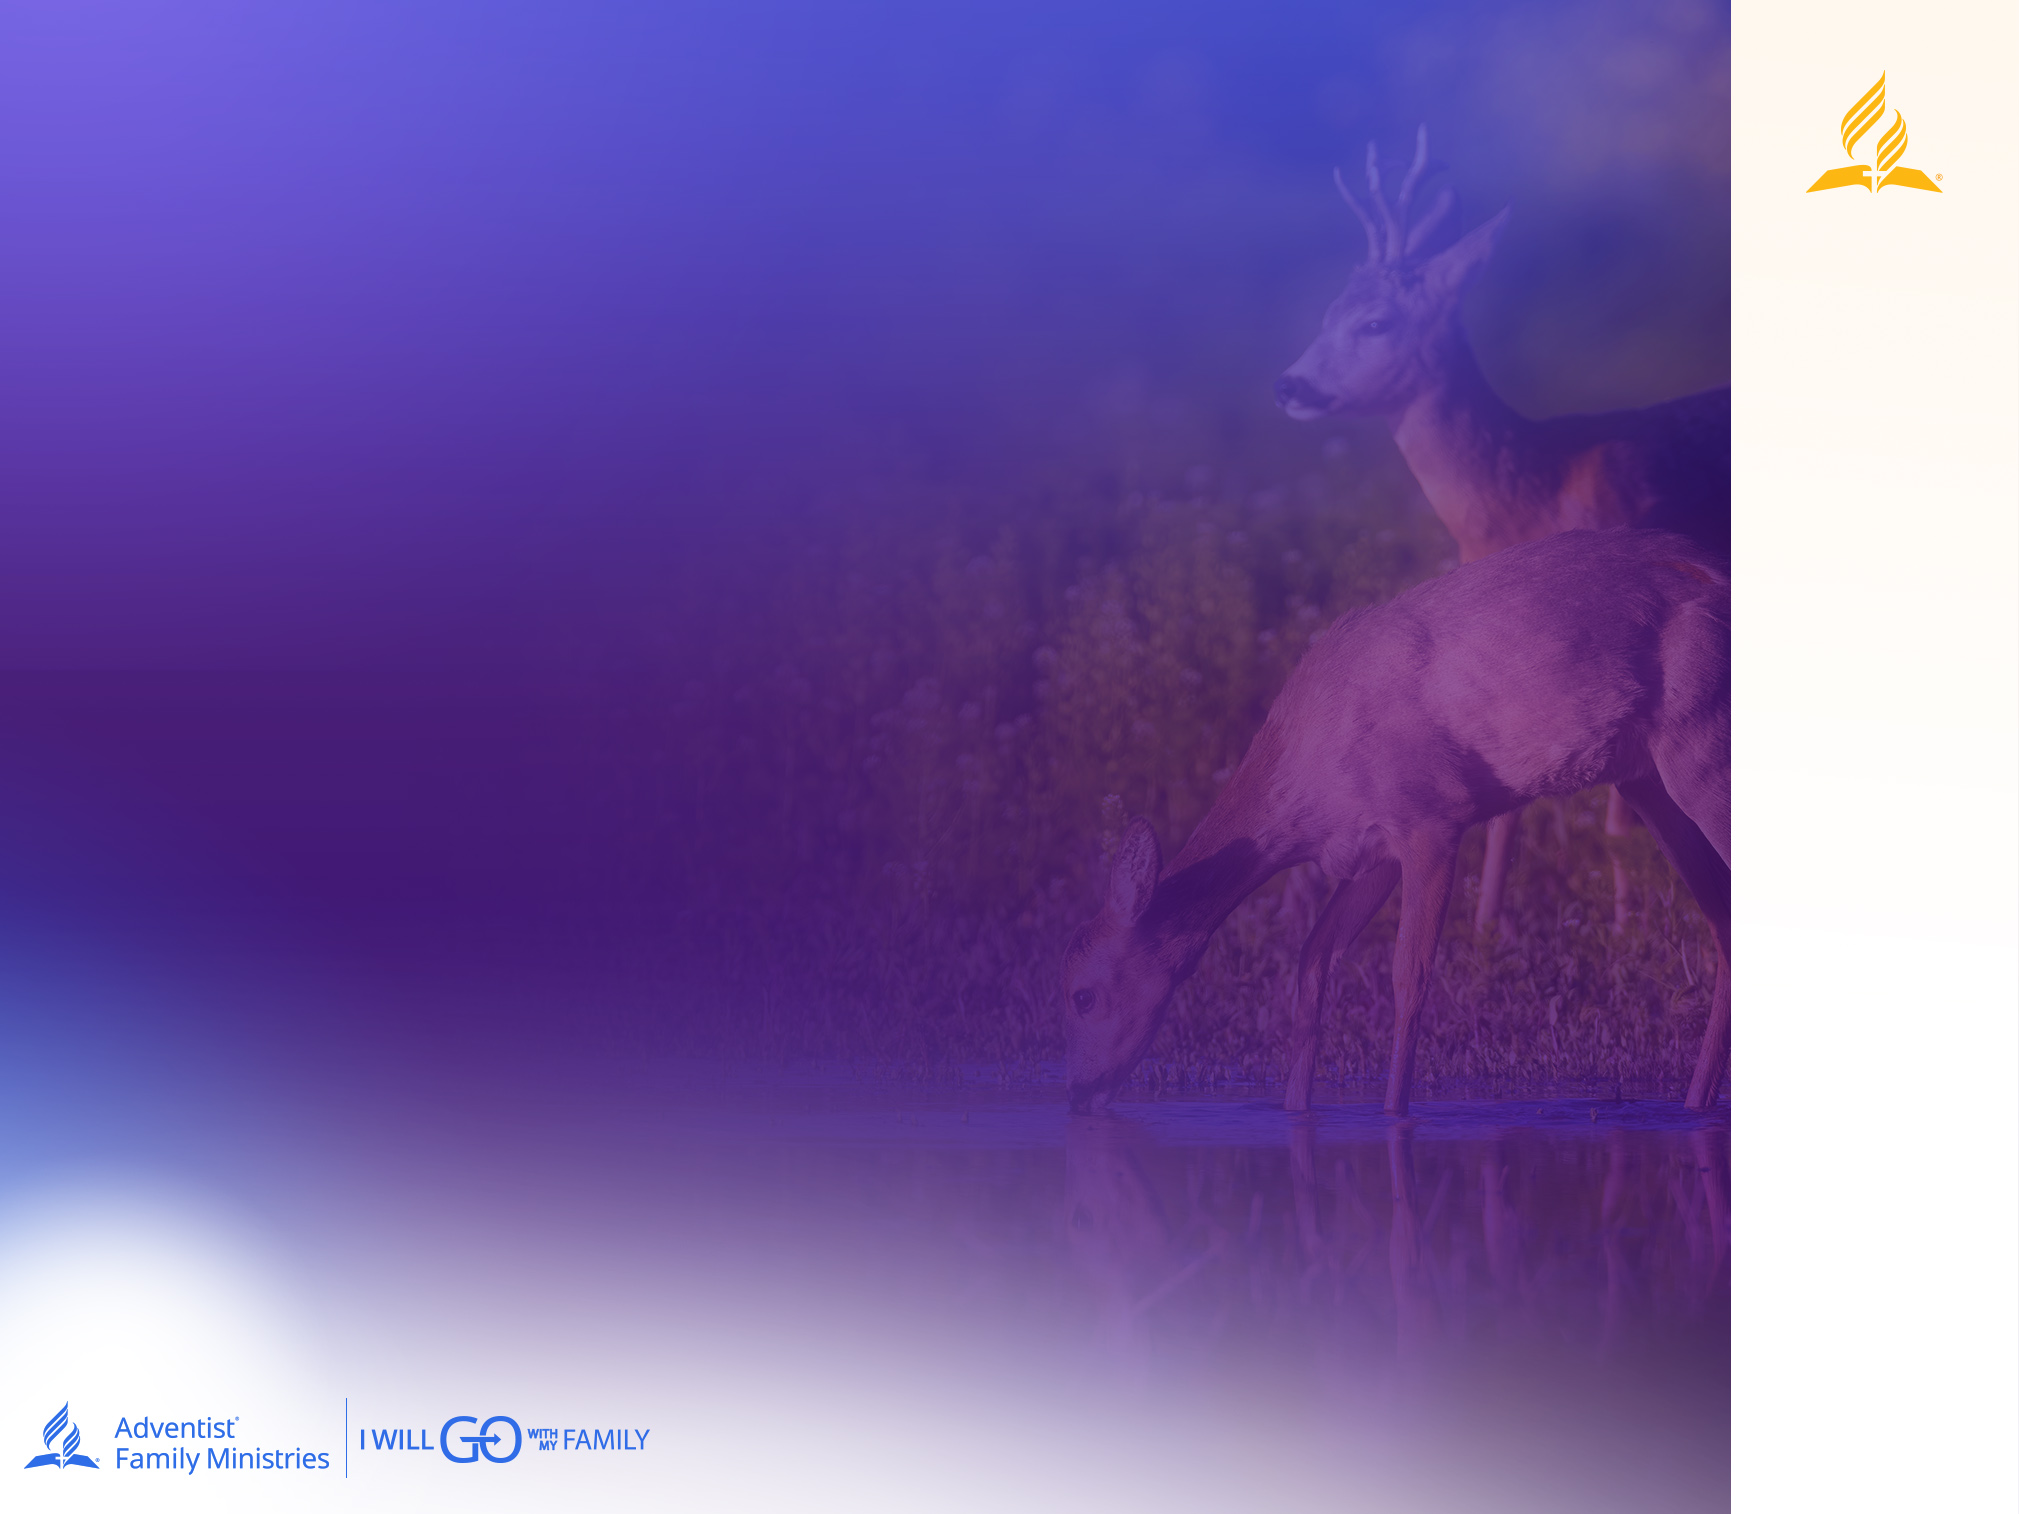 Adventist®
Family Ministries
I WILL GO WITH MY FAMILY
®